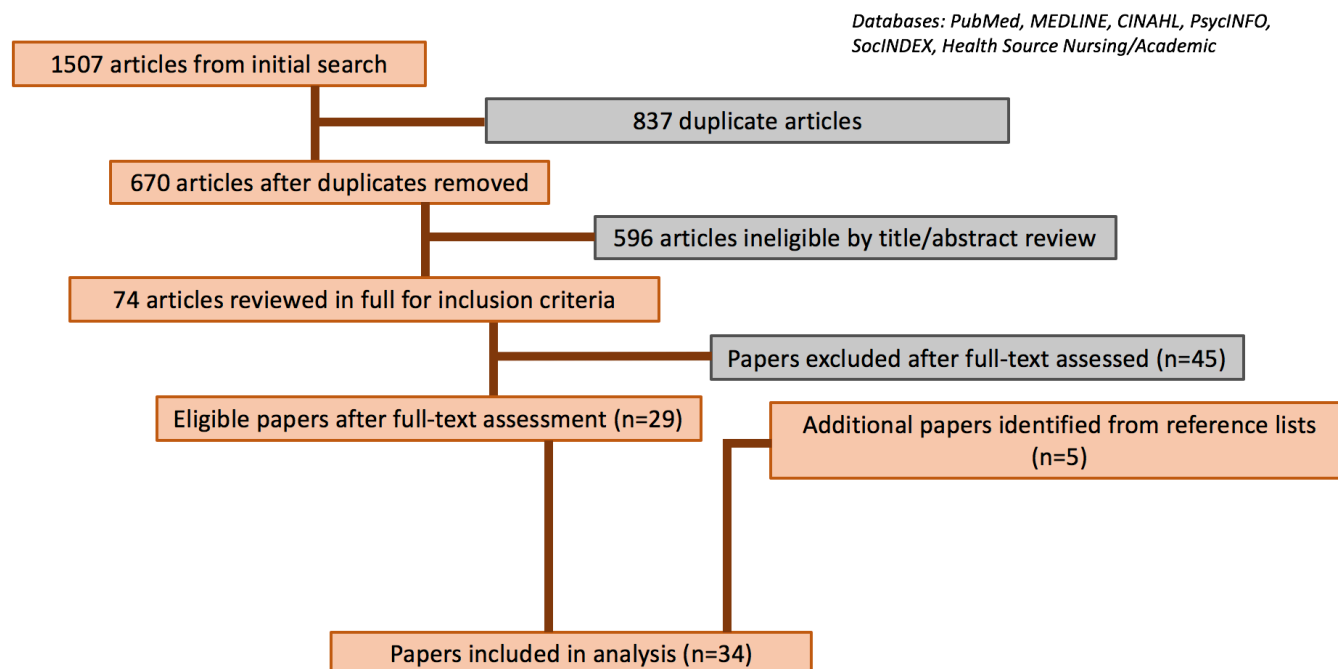 Databases: PubMed, MEDLINE, CINAHL, PsycINFO,
SocINDEX, Health Source Nursing/Academic
1507 articles from initial search
837 duplicate articles
670 articles after duplicates removed
596 articles ineligible by title/abstract review
74 articles reviewed in full for inclusion criteria
Papers excluded after full-text assessed (n=45)
Eligible papers after full-text assessment (n=29)
Additional papers identified from reference lists
(n=5)
Papers included in analysis (n=34)